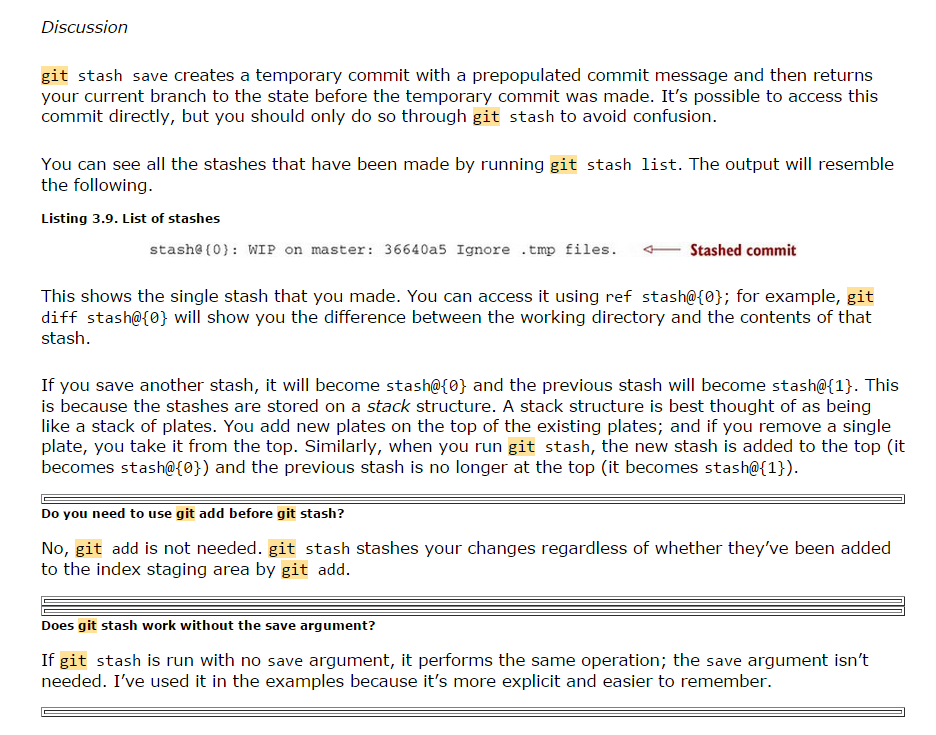 Discussion
git stash save creates a temporary commit with a prepopulated commit message and then returns
your current branch to the state before the temporary commit was made. It’s possible to access this
commit directly, but you should only do so through git stash to avoid confusion.
You can see all the stashes that have been made by running git stash list. The output will resemble
the following.
Listing 3.9. List of stashes
stash@{0}: WIP on master: 36640a5 Ignore .tmp files. Stashed commit
This shows the single stash that you made. You can access it using ref stash@{0}; for example, git
diff stash@{0} will show you the difference between the working directory and the contents of that
stash.
If you save another stash, it will become stash@{0} and the previous stash will become stash@{1}. This
is because the stashes are stored on a stack structure. A stack structure is best thought of as being
like a stack of plates. You add new plates on the top of the existing plates; and if you remove a single
plate, you take it from the top. Similarly, when you run git stash, the new stash is added to the top (it
becomes stash@{0}) and the previous stash is no longer at the top (it becomes stash@{1}).
Do you need to use git add before git stash?
No, git add is not needed. git stash stashes your changes regardless of whether they’ve been added
to the index staging area by git add.
Does git stash work without the save argument?
If git stash is run with no save argument, it performs the same operation; the save argument isn’t
needed. I’ve used it in the examples because it’s more explicit and easier to remember.